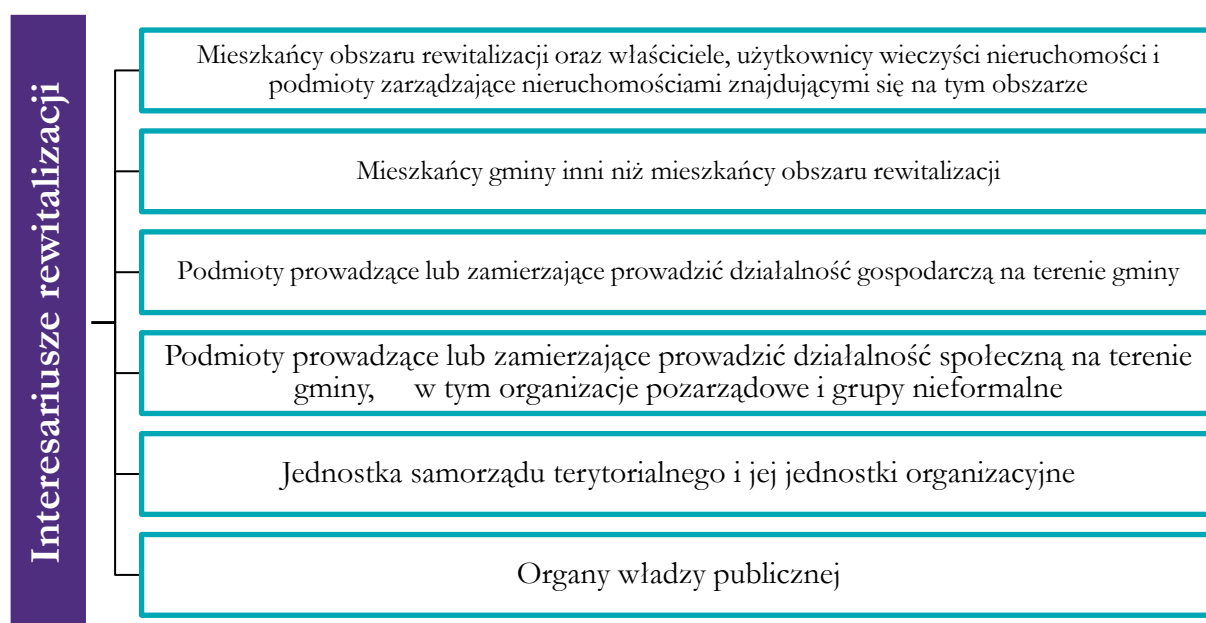 Interesariusze rewitalizacji
Mieszkańcy obszaru rewitalizacji oraz właściciele, użytkownicy wieczyści nieruchomości i
podmioty zarządzające nieruchomościami znajdującymi się na tym obszarze
Mieszkańcy gminy inni niż mieszkańcy obszaru rewitalizacji
Podmioty prowadzące lub zamierzające prowadzić działalność gospodarczą na terenie gminy
Podmioty prowadzące lub zamierzające prowadzić działalność społeczną na terenie
gminy, w tym organizacje pozarządowe i grupy nieformalne
Jednostka samorządu terytorialnego i jej jednostki organizacyjne
Organy władzy publicznej